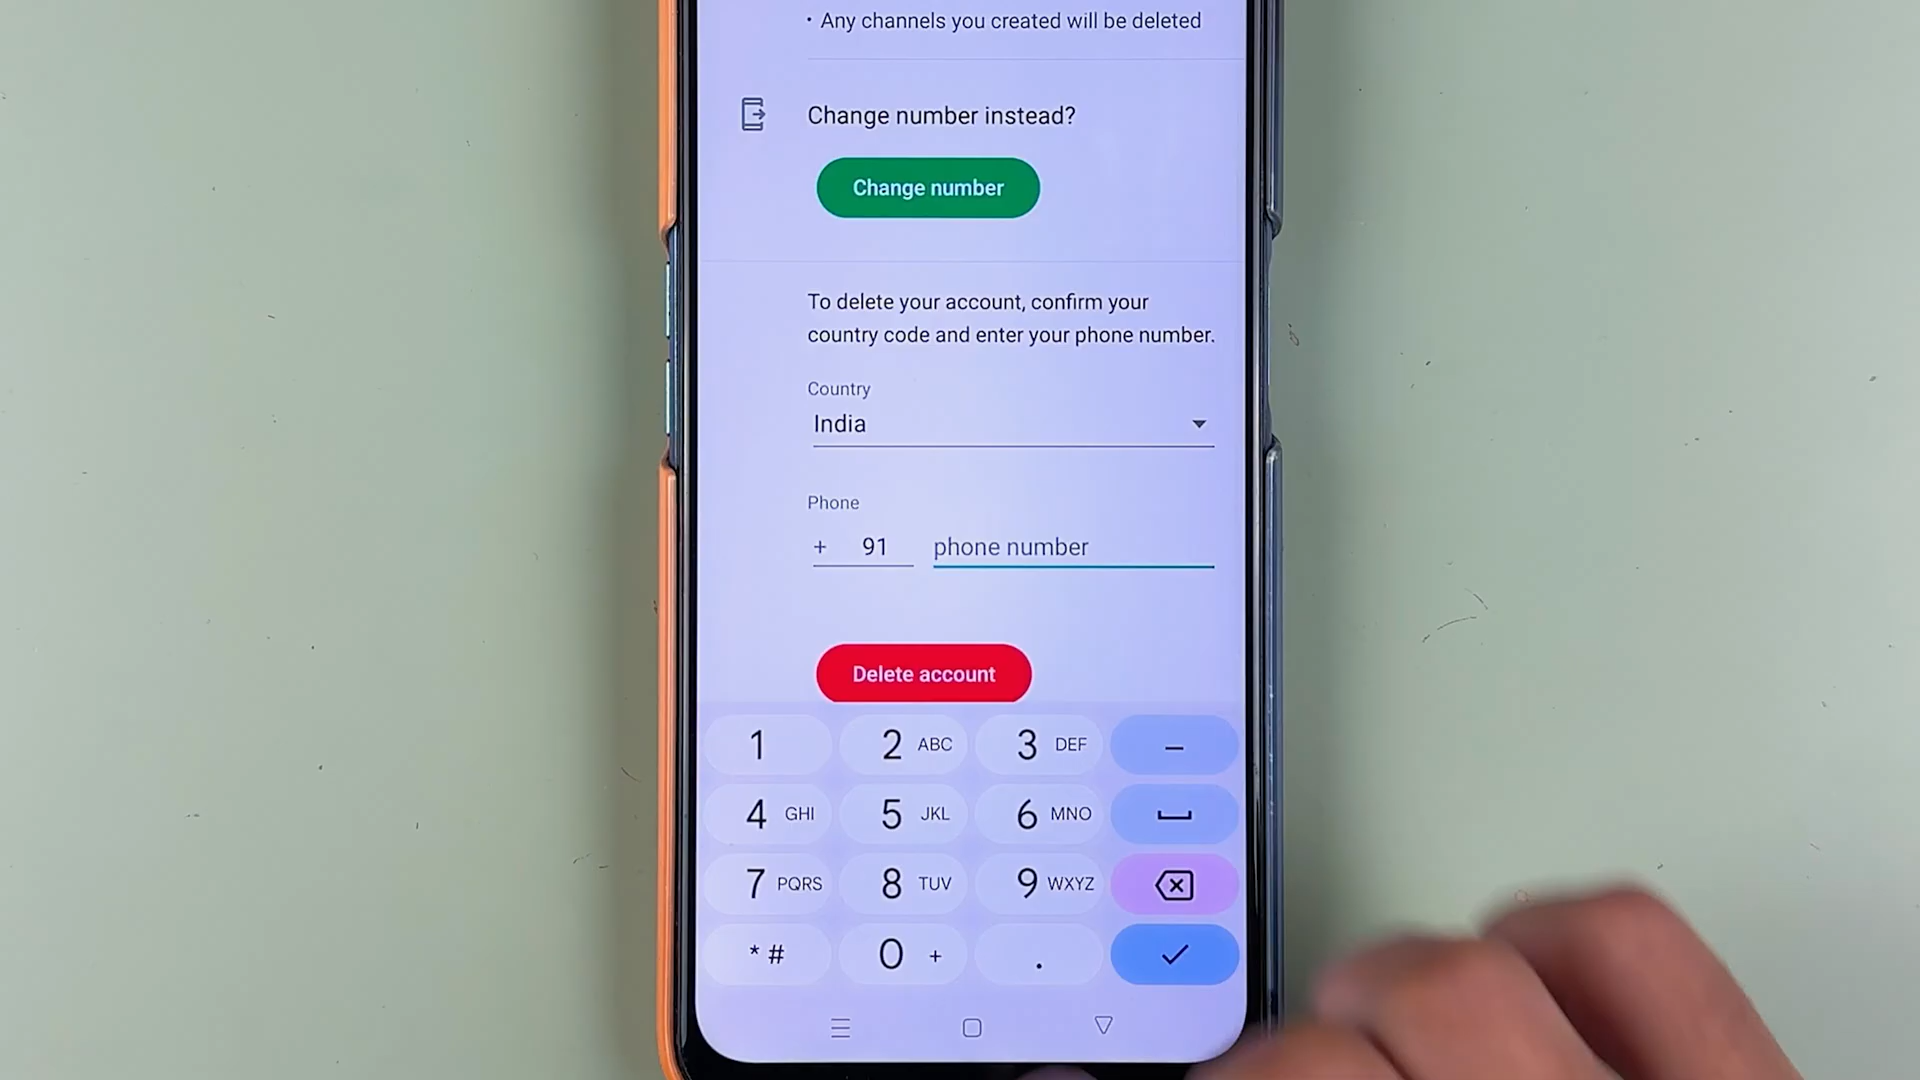 • Any channels you created will be deleted
Change number instead?
Change number
To delete your account, confirm your
country code and enter your phone number.
Country
India
Phone
+ 91 phone number
Delete account
1 2 ABC 3 DEF –
4 GHI 5 JKL 6 MNO
7 PQRS 8 TUV 9 WXYZ
* # 0 + .